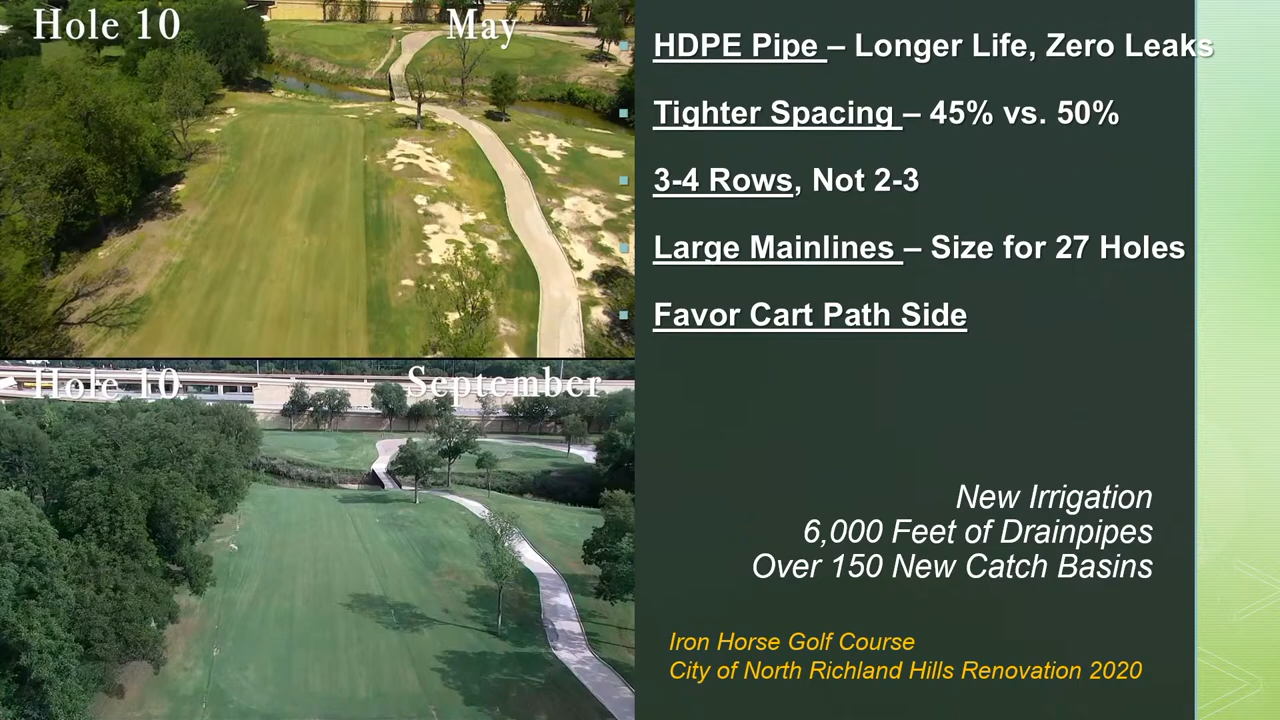 Hole 10
May
Hole 10
September
HDPE Pipe – Longer Life, Zero Leaks
Tighter Spacing – 45% vs. 50%
3-4 Rows, Not 2-3
Large Mainlines – Size for 27 Holes
Favor Cart Path Side
New Irrigation
6,000 Feet of Drainpipes
Over 150 New Catch Basins
Iron Horse Golf Course
City of North Richland Hills Renovation 2020